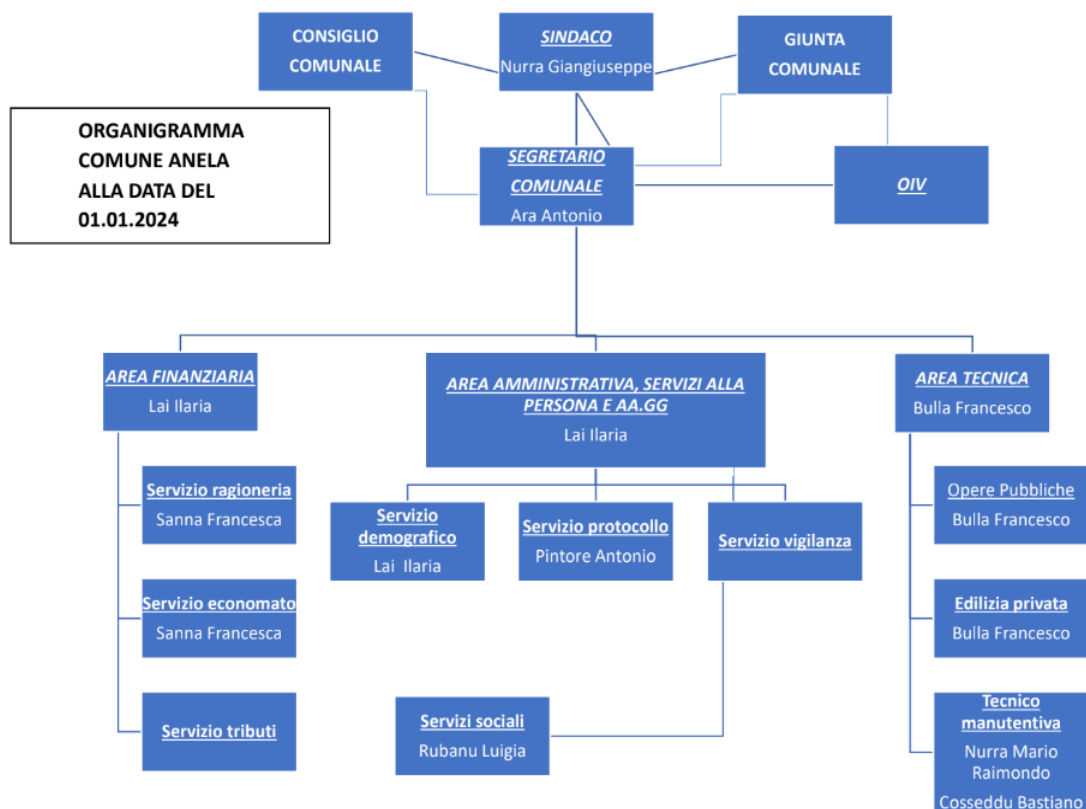 CONSIGLIO
COMUNALE
SINDACO
Nurra Giangiuseppe
GIUNTA
COMUNALE
ORGANIGRAMMA
COMUNE ANELA
ALLA DATA DEL
01.01.2024
SEGRETARIO
COMUNALE
Ara Antonio
OIV
AREA FINANZIARIA
Lai Ilaria
AREA AMMINISTRATIVA, SERVIZI ALLA
PERSONA E AA.GG
Lai Ilaria
AREA TECNICA
Bulla Francesco
Servizio ragioneria
Sanna Francesca
Servizio demografico
Lai Ilaria
Servizio protocollo
Pintore Antonio
Servizio vigilanza
Opere Pubbliche
Bulla Francesco
Servizio economato
Sanna Francesca
Edilizia privata
Bulla Francesco
Servizio tributi
Servizi sociali
Rubanu Luigia
Tecnico
manutentiva
Nurra Mario
Raimondo
Cosseddu Bastiano